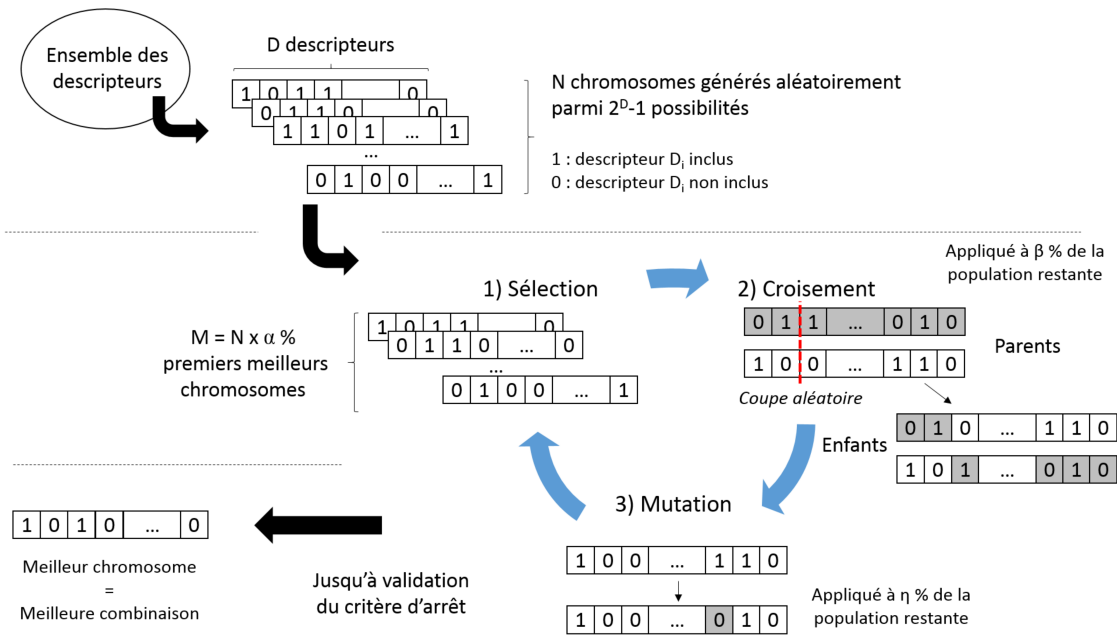 Ensemble des
descripteurs
D descripteurs
1 0 1 1 0
0 1 1 0 0
1 1 0 1 ... 1
...
0 1 0 0 ... 1
N chromosomes générés aléatoirement
parmi 2^D-1 possibilités
1 : descripteur D_i inclus
0 : descripteur D_i non inclus
1) Sélection
M = N x α %
premiers meilleurs
chromosomes
1 0 1 1 0
0 1 1 0 ... 0
...
0 1 0 0 ... 1
Appliqué à β % de la
population restante
2) Croisement
0 1 1 ... 0 1 0
1 0 0 ... 1 1 0
Parents
Coupe aléatoire
Enfants
0 1 0 ... 1 1 0
1 0 1 ... 0 1 0
3) Mutation
1 0 0 ... 1 1 0
1 0 0 ... 0 1 0
Appliqué à η % de la
population restante
Jusqu'à validation
du critère d'arrêt
1 0 1 0 ... 0
Meilleur chromosome
=
Meilleure combinaison